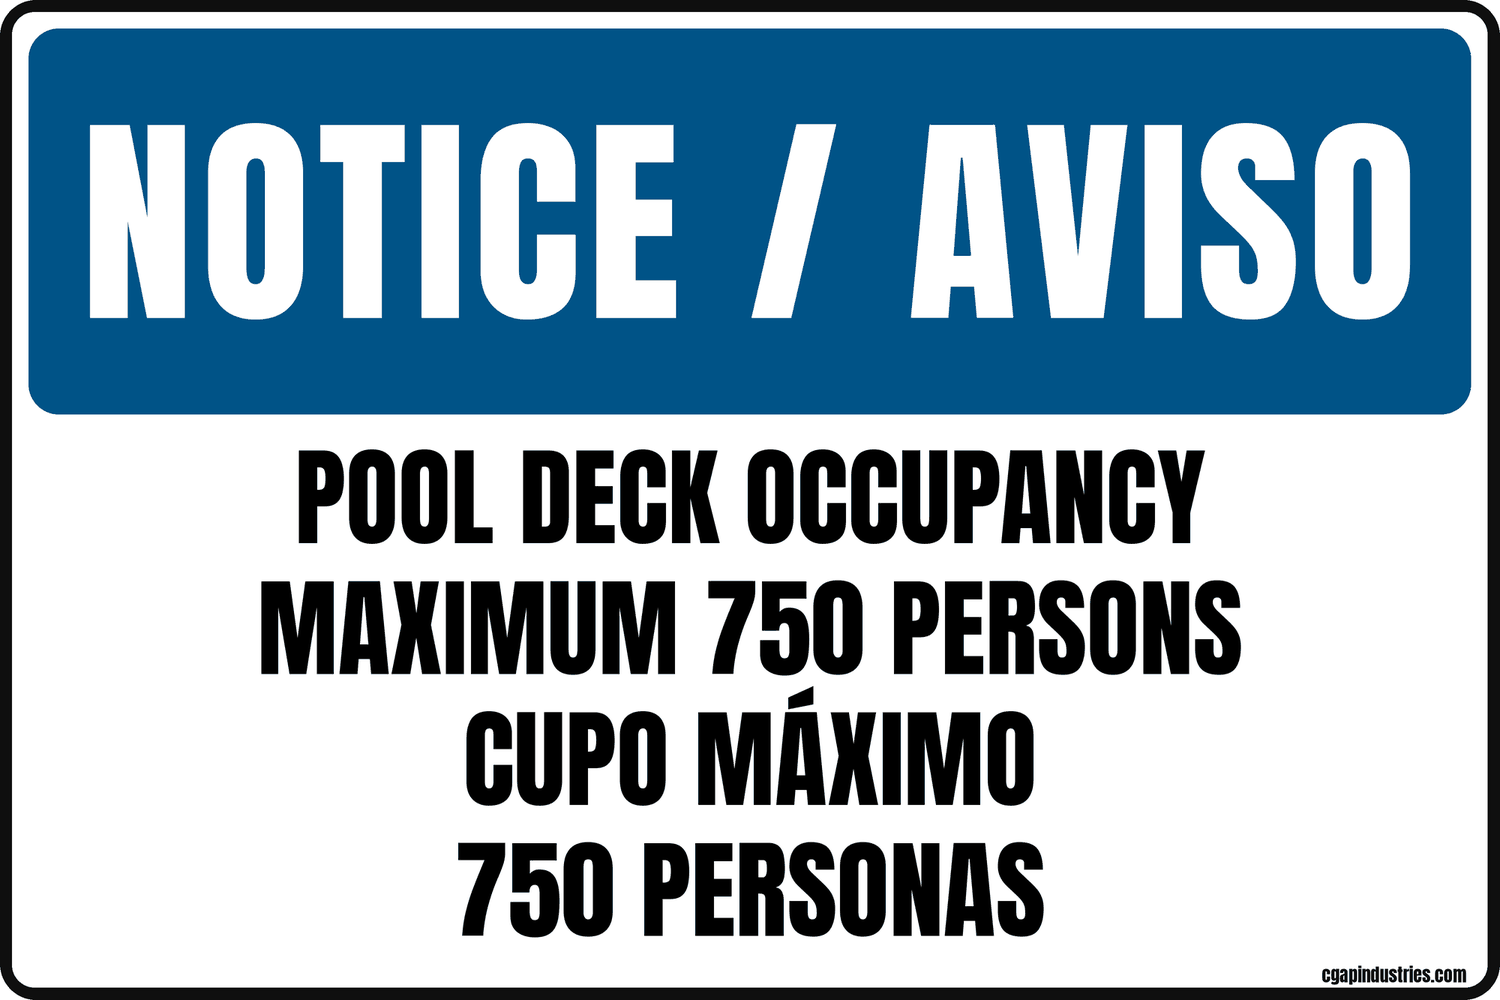 NOTICE / AVISO
POOL DECK OCCUPANCY
MAXIMUM 750 PERSONS
CUPO MÁXIMO
750 PERSONAS
cgapindustries.com